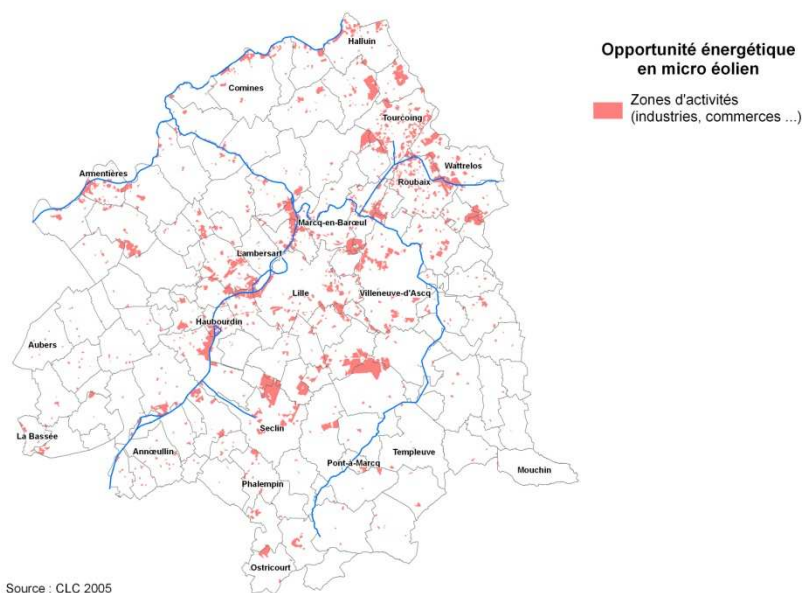 Opportunité énergétique
en micro éolien
Zones d'activités
(industries, commerces ...)
Halluin
Comines
Tourcoing
Wattrelos
Armentières
Roubaix
Marcq-en-Barœul
Lambersart
Lille
Villeneuve-d'Ascq
Haubourdin
Aubers
La Bassée
Seclin
Annœullin
Templeuve
Pont-à-Marcq
Mouchin
Phalempin
Ostricourt
Source : CLC 2005